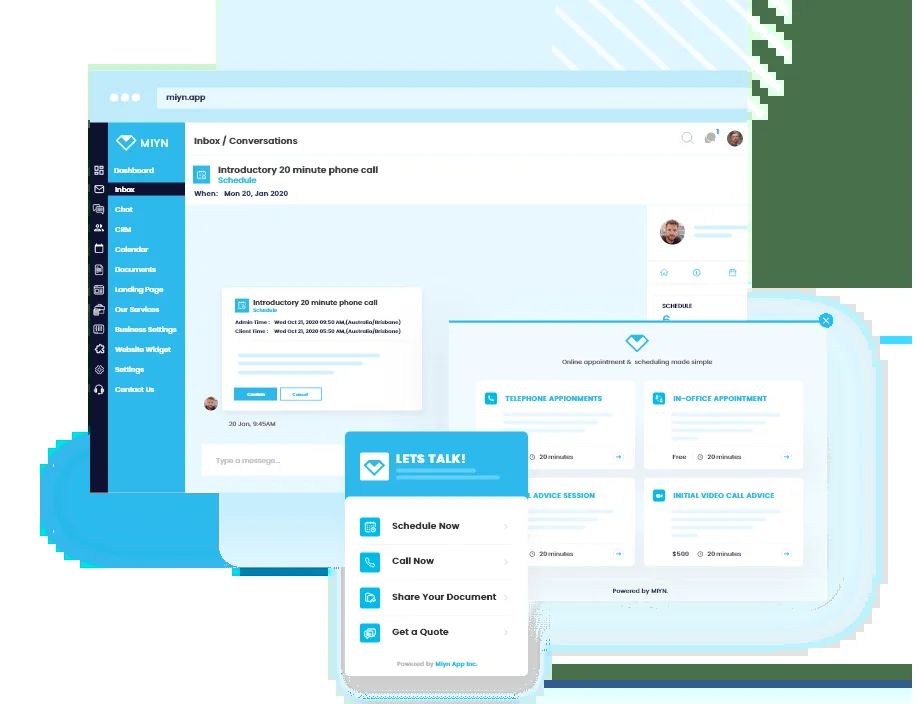 miyn.app
MIYN
Inbox / Conversations
1
Dashboard
Inbox
Chat
CRM
Calendar
Documents
Landing Page
Our Services
Business Settings
Website Widget
Settings
Contact Us
Introductory 20 minute phone call
Schedule
When: Mon 20, Jan 2020
SCHEDULE
Introductory 20 minute phone call
Schedule
Admin Time : Wed Oct 21, 2020 09:50 AM,(Australia/Brisbane)
Client Time : Wed Oct 21, 2020 05:50 AM,(Australia/Brisbane)
Confirm Cancel
20 Jan, 9:45AM
Type a messege...
Online appointment & scheduling made simple
TELEPHONE APPIONMENTS
20 minutes
IN-OFFICE APPOINTMENT
Free 20 minutes
ADVICE SESSION
20 minutes
INITIAL VIDEO CALL ADVICE
$500 20 minutes
Powered by MIYN.
LETS TALK!
Schedule Now
Call Now
Share Your Document
Get a Quote
Powered by Miyn App Inc.